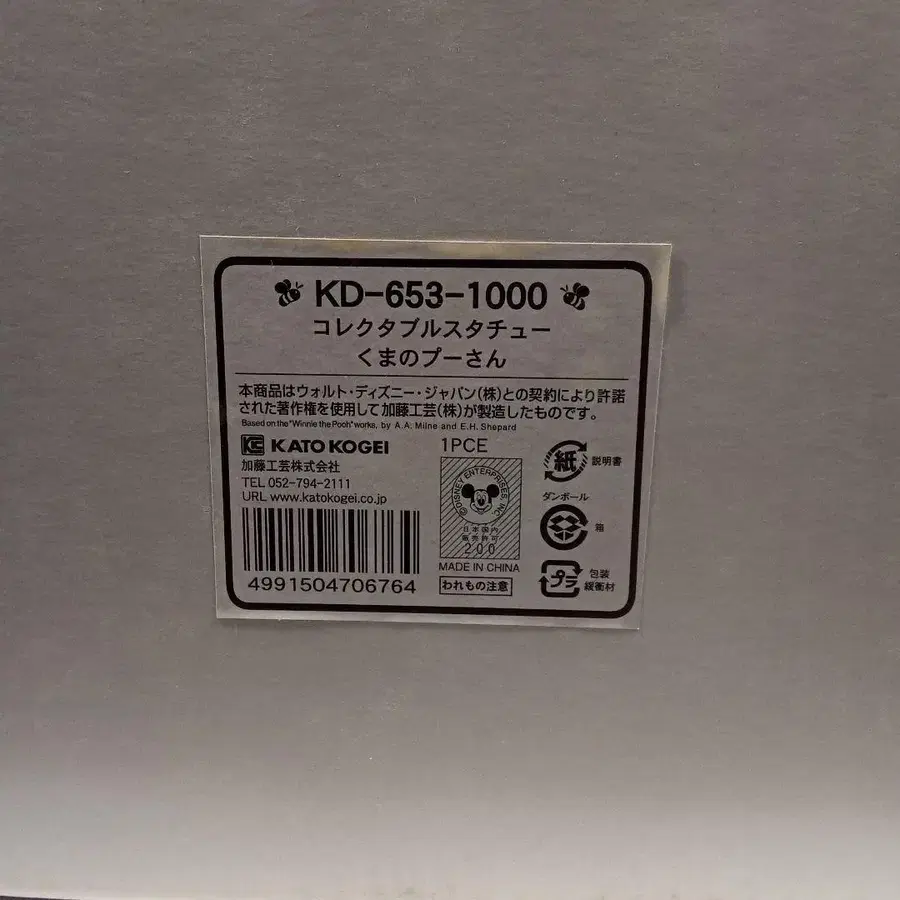 KD-653-1000
コレクタブルスタチュー
くまのプーさん
本商品はウォルト・ディズニー・ジャパン(株)との契約により許諾
された著作権を使用して加藤工芸(株)が製造したものです。
Based on the "Winnie the Pooh" works, by A.A. Milne and E.H. Shepard
KATO KOGEI
加藤工芸株式会社
TEL 052-794-2111
URL www.katokogei.co.jp
4991504706764
1PCE
©DISNEY ENTERPRISES, INC.
日本国内
販売許可
200
MADE IN CHINA
われもの注意
紙
説明書
ダンボール
箱
プラ
包装
緩衝材